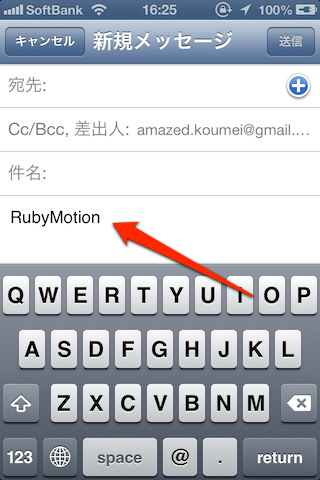 SoftBank 16:25 100%
キャンセル 新規メッセージ 送信
宛先:
Cc/Bcc, 差出人: amazed.koumei@gmail....
件名:
RubyMotion
Q W E R T Y U I O P
A S D F G H J K L
Z X C V B N M
123 space @ . return